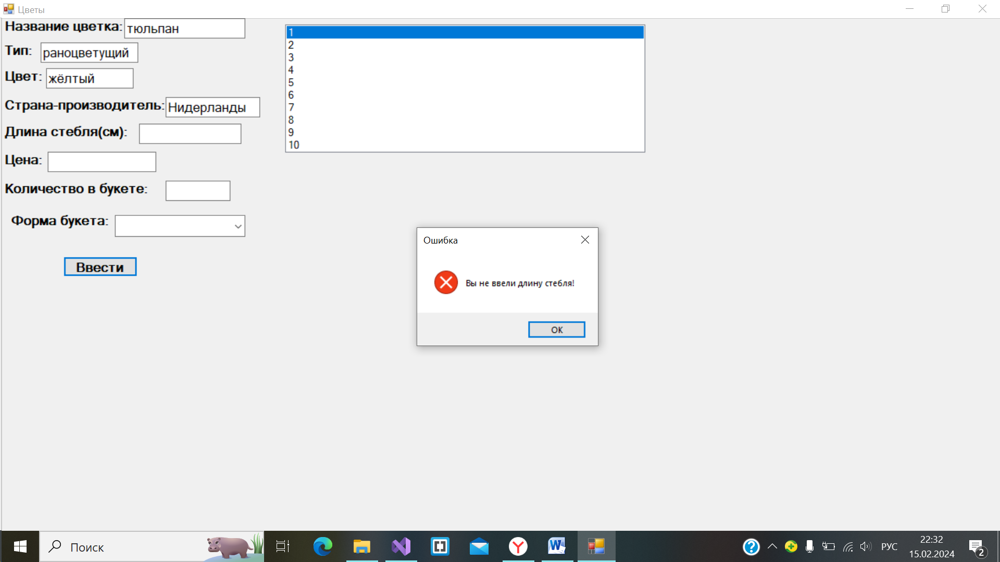 Цветы
Название цветка: тюльпан
Тип: раноцветущий
Цвет: жёлтый
Страна-производитель: Нидерланды
Длина стебля(см):
Цена:
Количество в букете:
Форма букета:
Ввести
1
2
3
4
5
6
7
8
9
10
Ошибка
Вы не ввели длину стебля!
ОК
Поиск
РУС
22:32
15.02.2024
2